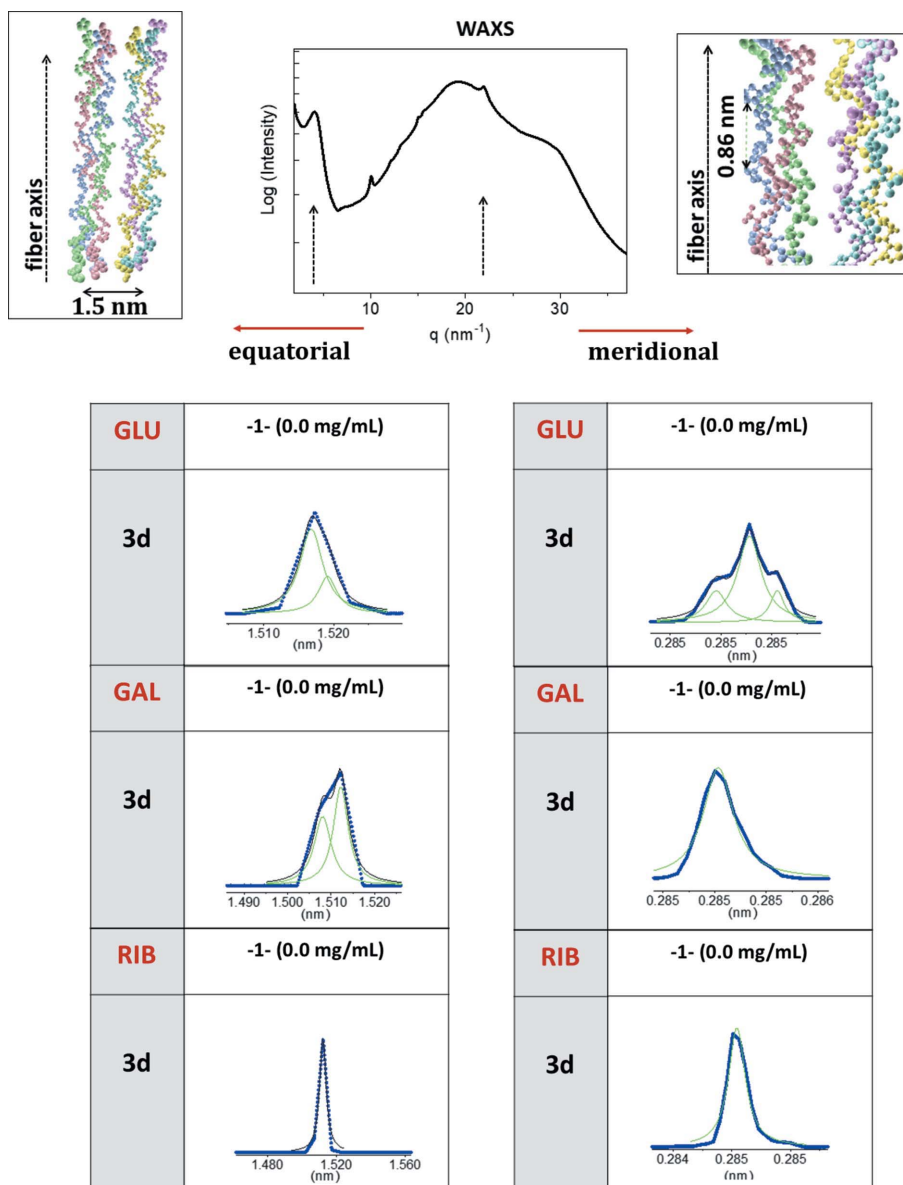 WAXS
fiber axis
1.5 nm
Log (Intensity)
10
20
30
q (nm⁻¹)
fiber axis
0.86 nm
equatorial
meridional
GLU
-1- (0.0 mg/mL)
3d
1.510
1.520
(nm)
GLU
-1- (0.0 mg/mL)
3d
0.285
0.285
0.285
(nm)
GAL
-1- (0.0 mg/mL)
3d
1.490
1.500
1.510
1.520
(nm)
GAL
-1- (0.0 mg/mL)
3d
0.285
0.285
0.285
0.286
(nm)
RIB
-1- (0.0 mg/mL)
3d
1.480
1.520
1.560
(nm)
RIB
-1- (0.0 mg/mL)
3d
0.284
0.285
0.285
(nm)